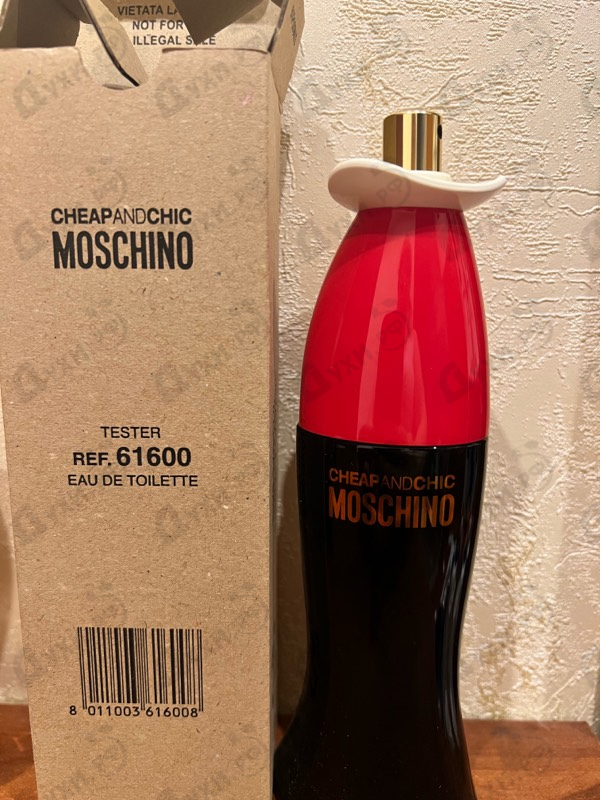 VIETATA LA
NOT FOR
ILLEGAL SALE
CHEAPANDCHIC
MOSCHINO
TESTER
REF. 61600
EAU DE TOILETTE
8 011003 616008
CHEAPANDCHIC
MOSCHINO